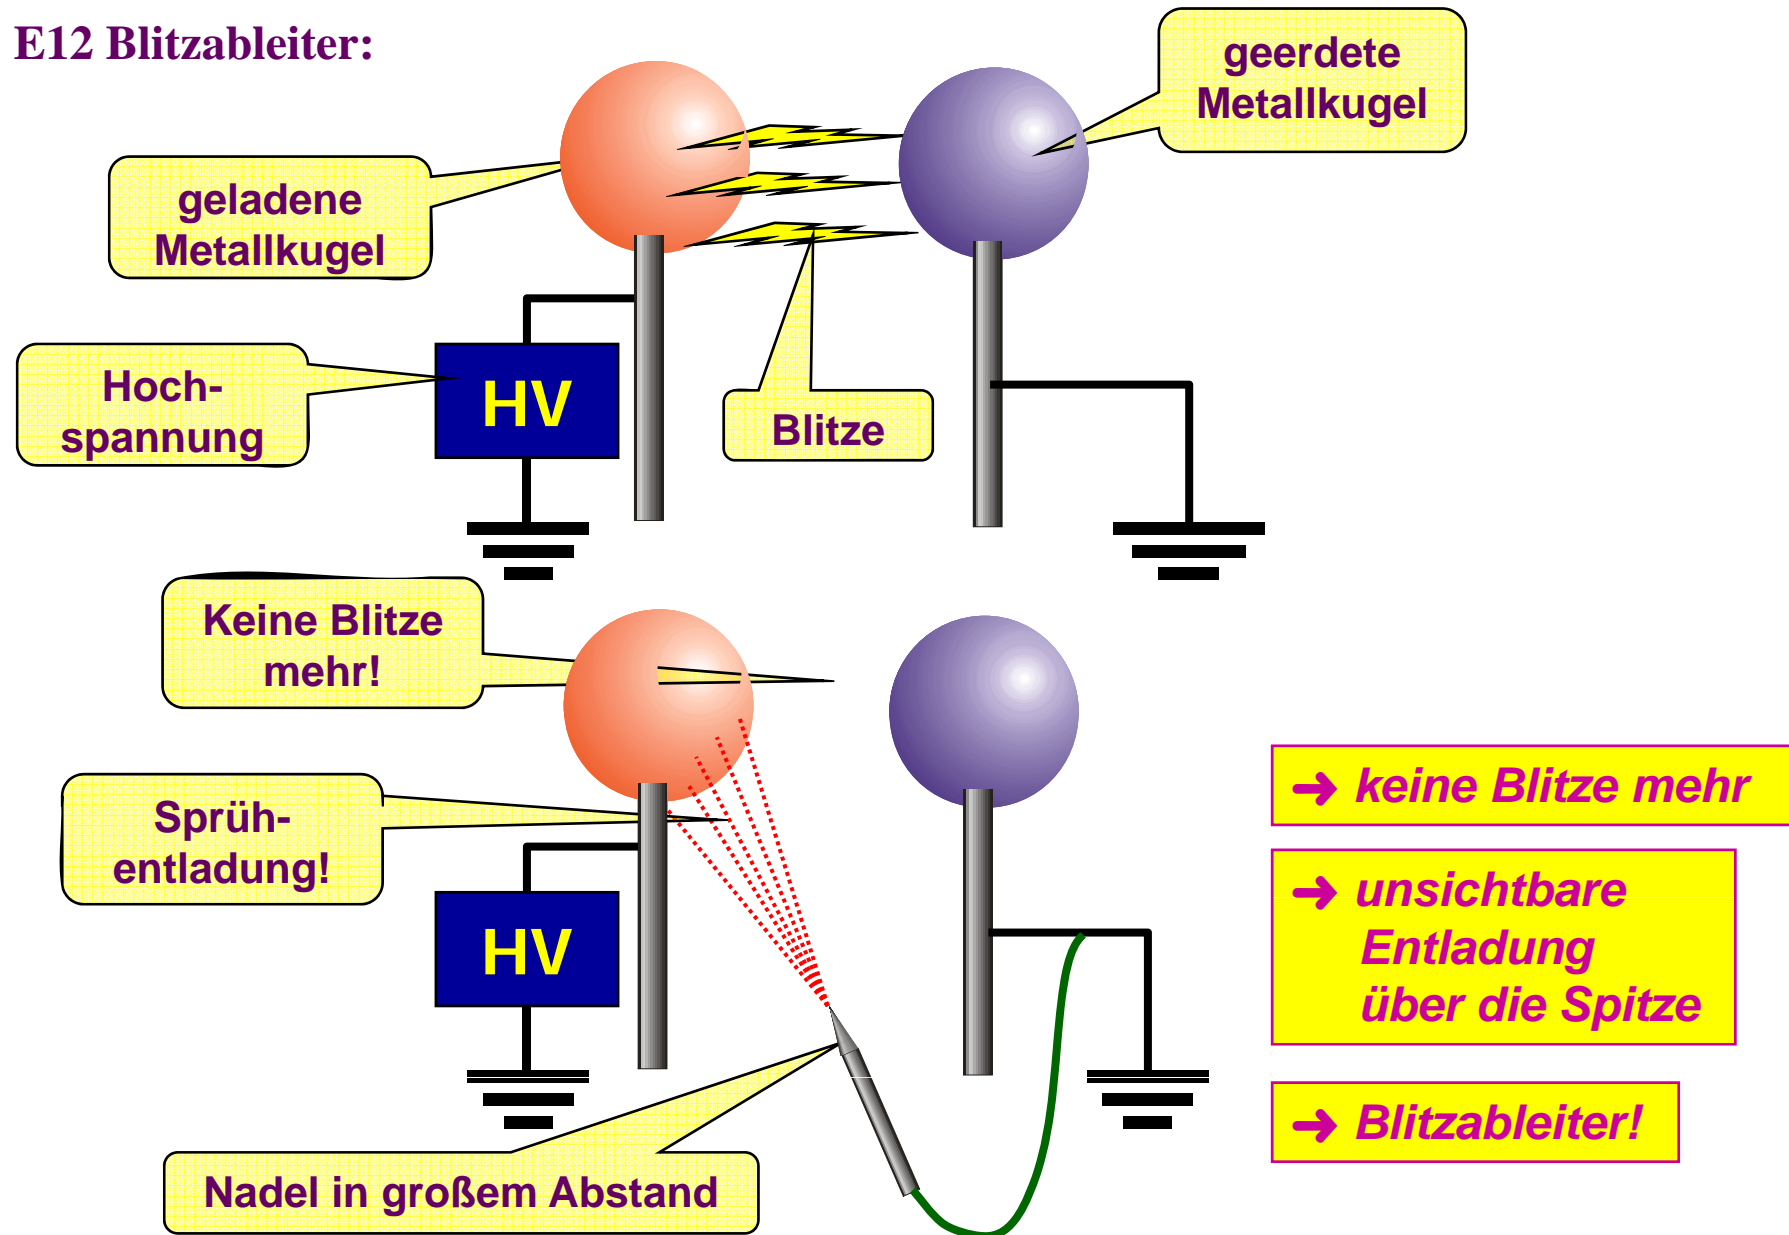 E12 Blitzableiter:
geerdete
Metallkugel
geladene
Metallkugel
Hoch-
spannung
HV
Blitze
Keine Blitze
mehr!
Sprüh-
entladung!
HV
Nadel in großem Abstand
➔ keine Blitze mehr
➔ unsichtbare
Entladung
über die Spitze
➔ Blitzableiter!